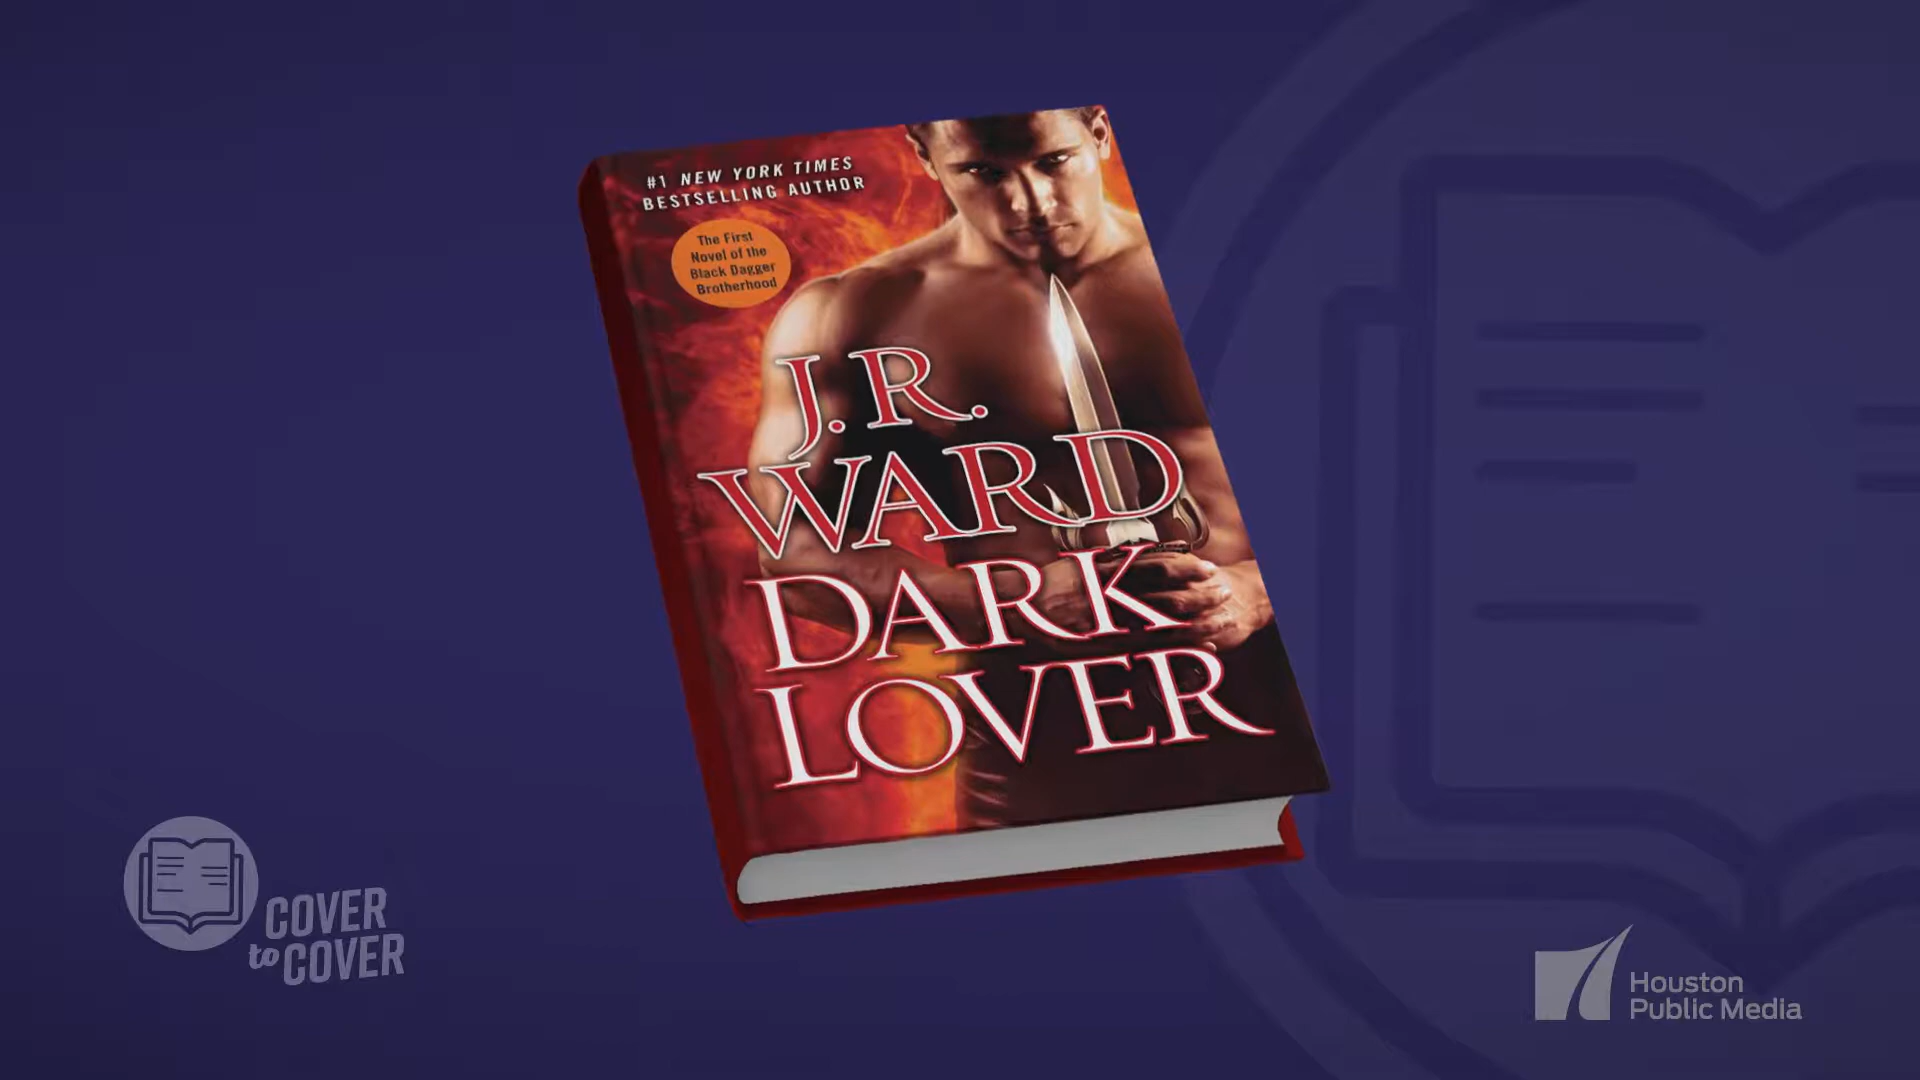 #1 NEW YORK TIMES
BESTSELLING AUTHOR
The First
Novel of the
Black Dagger
Brotherhood
J.R.
WARD
DARK
LOVER
COVER
to COVER
Houston
Public Media